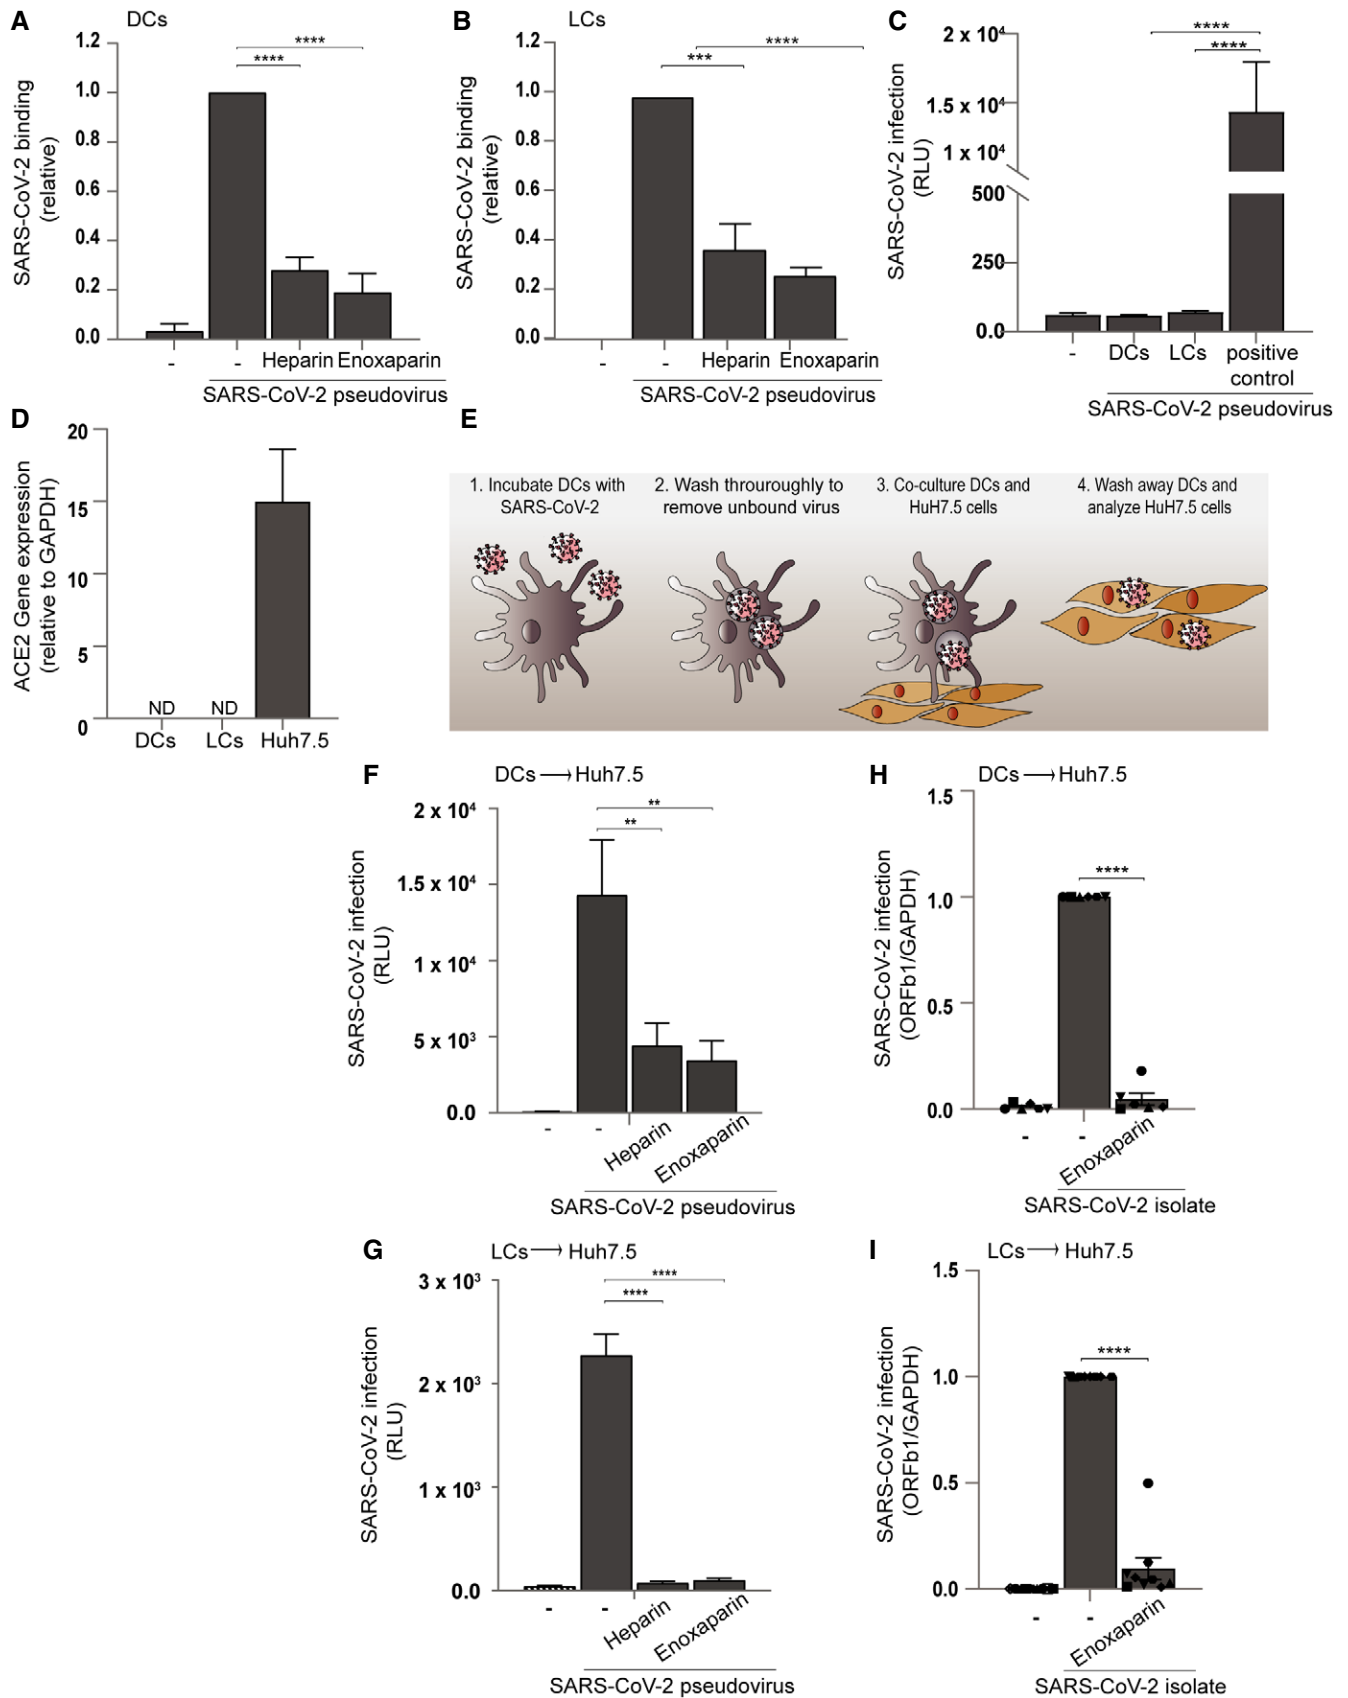 A
DCs
SARS-CoV-2 binding
(relative)
1.2
1.0
0.8
0.6
0.4
0.2
0.0
****
****
-
-
Heparin
Enoxaparin
SARS-CoV-2 pseudovirus
B
LCs
SARS-CoV-2 binding
(relative)
1.2
1.0
0.8
0.6
0.4
0.2
0.0
****
***
-
-
Heparin
Enoxaparin
SARS-CoV-2 pseudovirus
C
SARS-CoV-2 infection
(RLU)
2 x 10⁴
1.5 x 10⁴
1 x 10⁴
500
250
0.0
****
****
-
DCs
LCs
positive
control
SARS-CoV-2 pseudovirus
D
ACE2 Gene expression
(relative to GAPDH)
20
15
10
5
0
ND
ND
DCs
LCs
Huh7.5
E
1. Incubate DCs with
SARS-CoV-2
2. Wash throuroughly to
remove unbound virus
3. Co-culture DCs and
HuH7.5 cells
4. Wash away DCs and
analyze HuH7.5 cells
F
DCs → Huh7.5
SARS-CoV-2 infection
(RLU)
2 x 10⁴
1.5 x 10⁴
1 x 10⁴
5 x 10³
0.0
**
**
-
-
Heparin
Enoxaparin
SARS-CoV-2 pseudovirus
H
DCs → Huh7.5
SARS-CoV-2 infection
(ORFb1/GAPDH)
1.5
1.0
0.5
0.0
****
-
-
Enoxaparin
SARS-CoV-2 isolate
G
LCs → Huh7.5
SARS-CoV-2 infection
(RLU)
3 x 10³
2 x 10³
1 x 10³
0.0
****
****
-
-
Heparin
Enoxaparin
SARS-CoV-2 pseudovirus
I
LCs → Huh7.5
SARS-CoV-2 infection
(ORFb1/GAPDH)
1.5
1.0
0.5
0.0
****
-
-
Enoxaparin
SARS-CoV-2 isolate